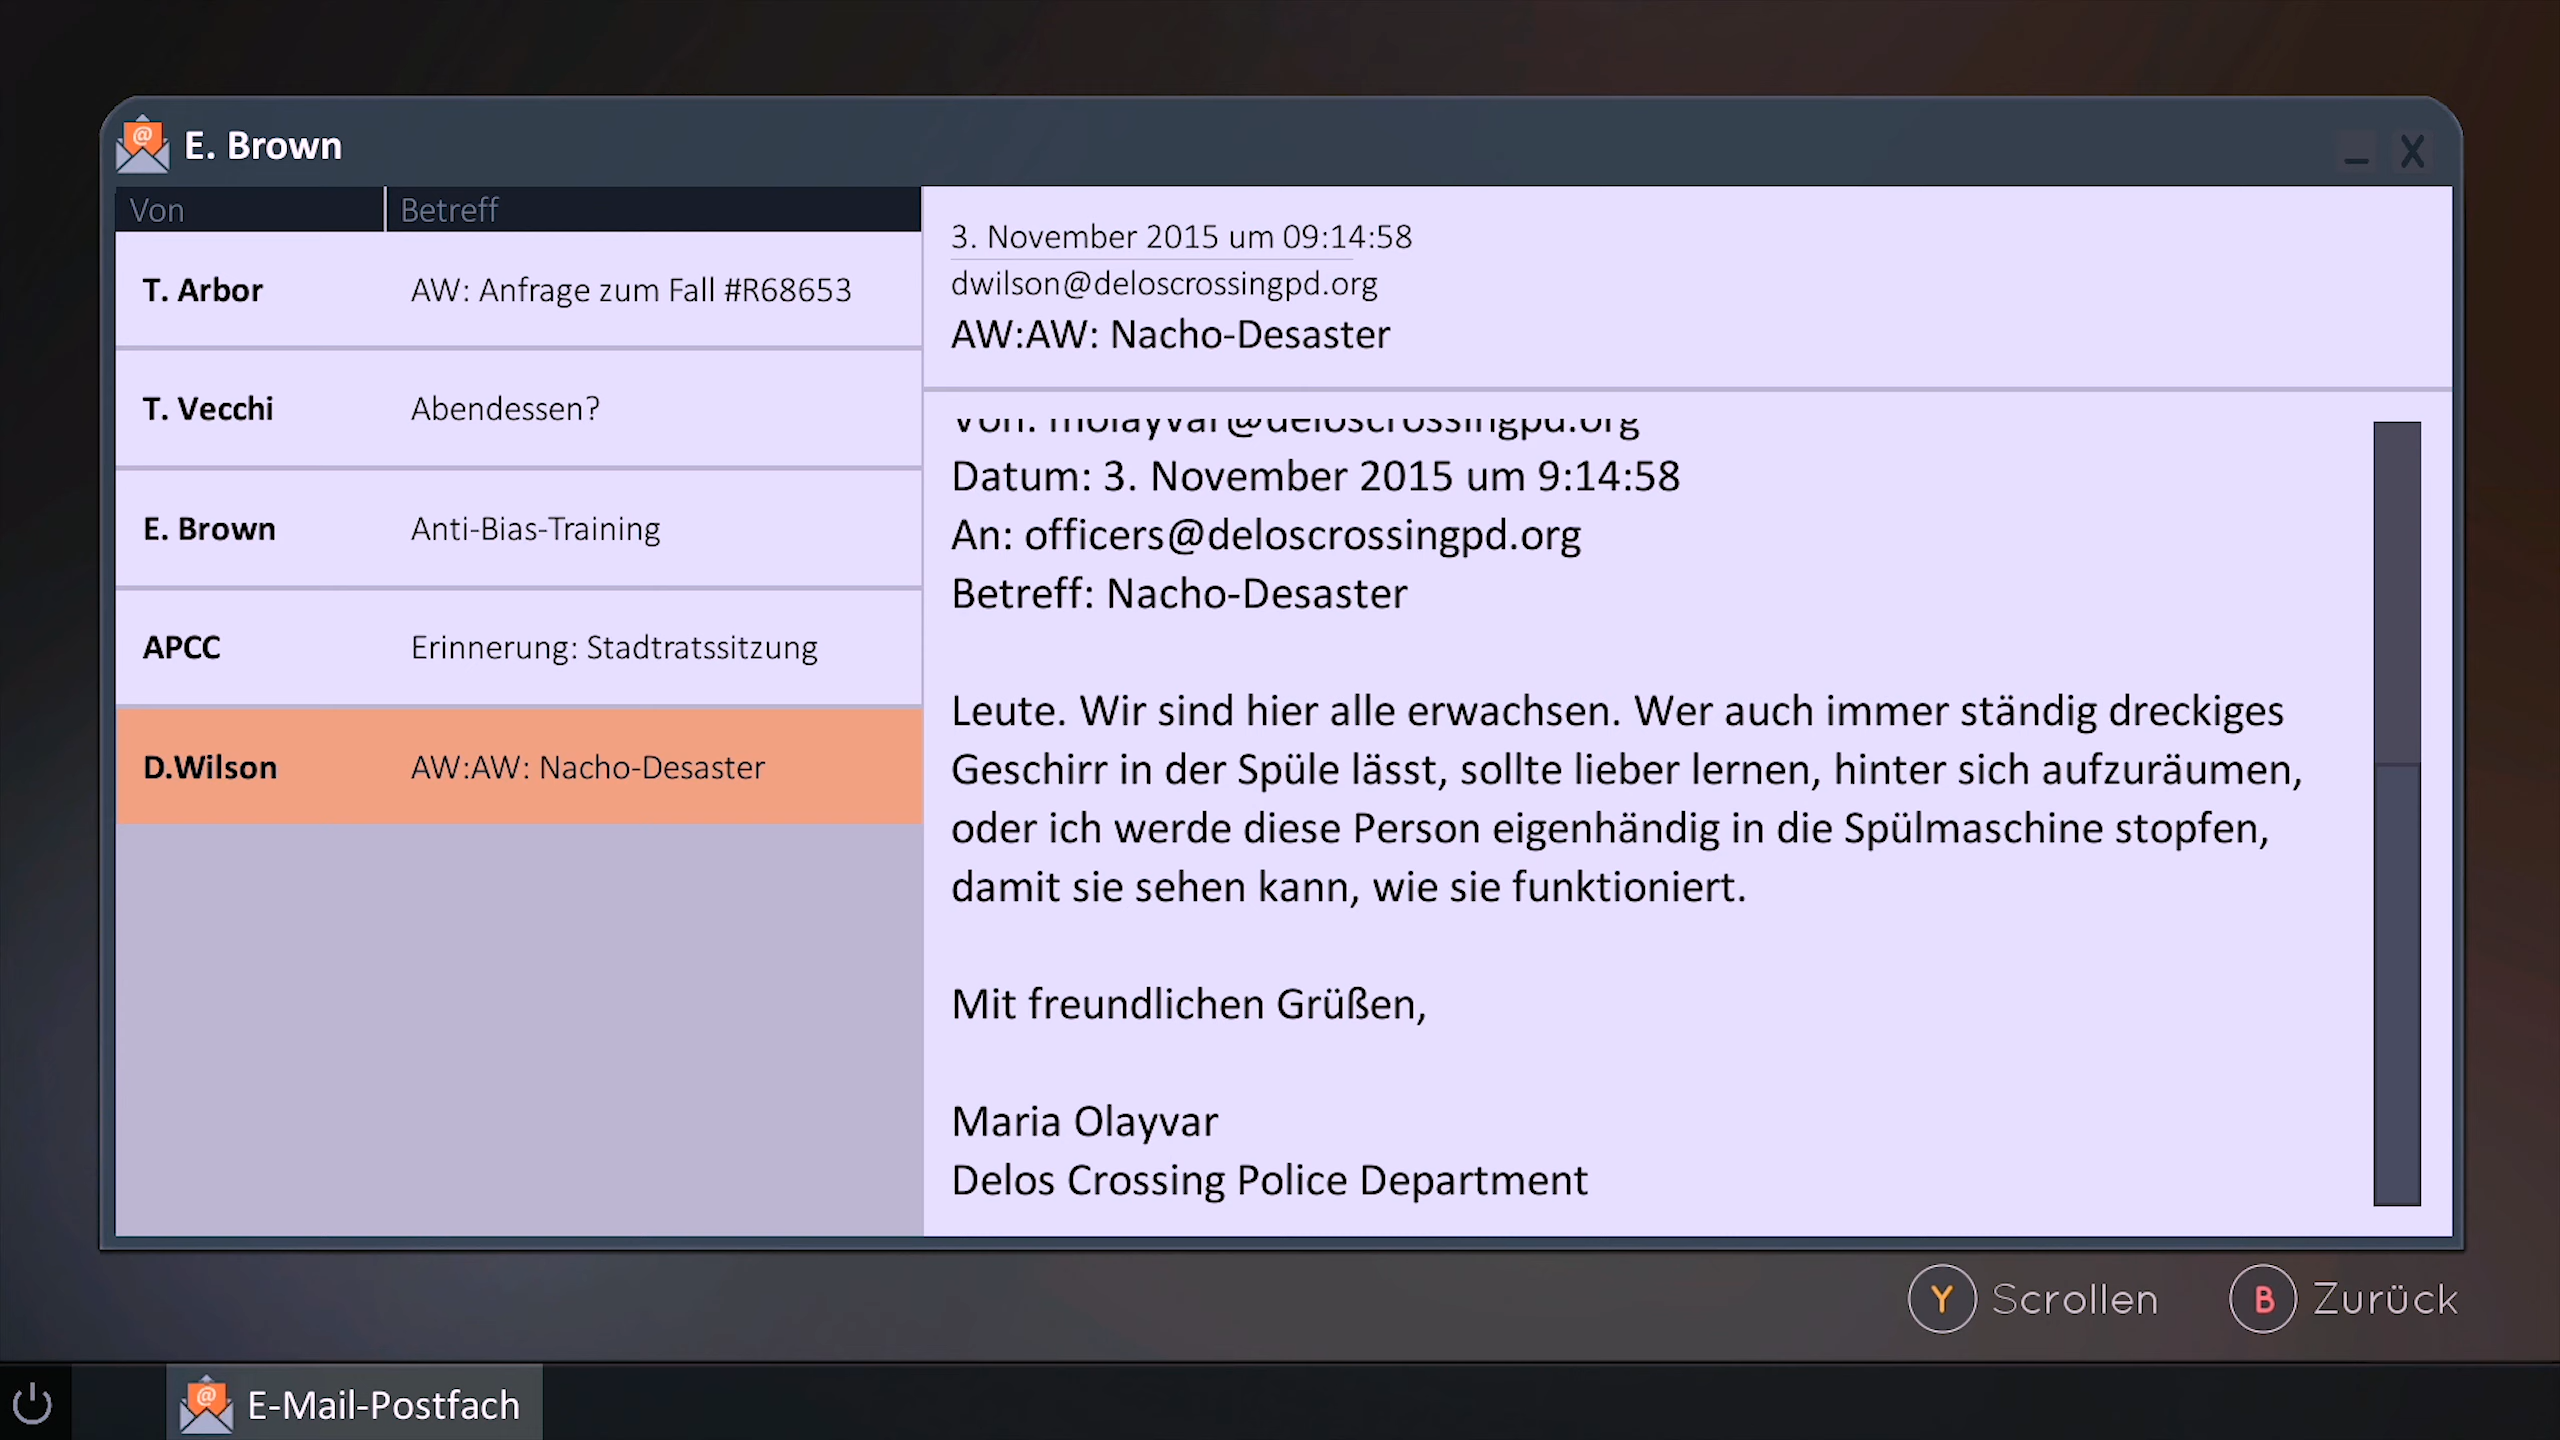 E. Brown
Von Betreff
T. Arbor AW: Anfrage zum Fall #R68653
T. Vecchi Abendessen?
E. Brown Anti-Bias-Training
APCC Erinnerung: Stadtratssitzung
D.Wilson AW:AW: Nacho-Desaster
3. November 2015 um 09:14:58
dwilson@deloscrossingpd.org
AW:AW: Nacho-Desaster
Von: molayvar@deloscrossingpd.org
Datum: 3. November 2015 um 9:14:58
An: officers@deloscrossingpd.org
Betreff: Nacho-Desaster
Leute. Wir sind hier alle erwachsen. Wer auch immer ständig dreckiges
Geschirr in der Spüle lässt, sollte lieber lernen, hinter sich aufzuräumen,
oder ich werde diese Person eigenhändig in die Spülmaschine stopfen,
damit sie sehen kann, wie sie funktioniert.
Mit freundlichen Grüßen,
Maria Olayvar
Delos Crossing Police Department
Y Scrollen B Zurück
E-Mail-Postfach